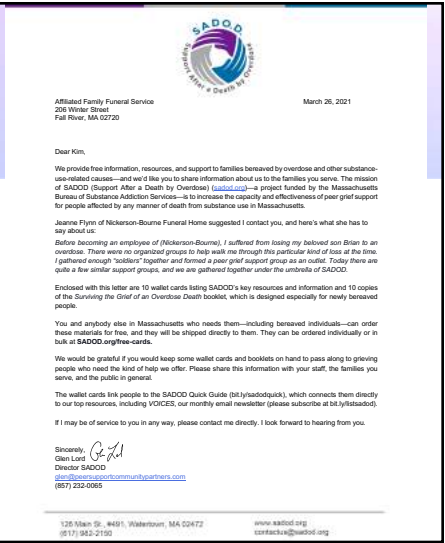 SADOD
Support After a Death by Overdose
Affiliated Family Funeral Service March 26, 2021
206 Winter Street
Fall River, MA 02720
Dear Kim,
We provide free information, resources, and support to families bereaved by overdose and other substance-
use-related causes—and we'd like you to share information about us to the families you serve. The mission
of SADOD (Support After a Death by Overdose) (sadod.org)—a project funded by the Massachusetts
Bureau of Substance Addiction Services—is to increase the capacity and effectiveness of peer grief support
for people affected by any manner of death from substance use in Massachusetts.
Jeanne Flynn of Nickerson-Bourne Funeral Home suggested I contact you, and here's what she has to
say about us:
Before becoming an employee of (Nickerson-Bourne), I suffered from losing my beloved son Brian to an
overdose. There were no organized groups to help me walk through this particular kind of loss at the time.
I gathered enough "soldiers" together and formed a peer grief support group as an outlet. Today there are
quite a few similar support groups, and we are gathered together under the umbrella of SADOD.
Enclosed with this letter are 10 wallet cards listing SADOD's key resources and information and 10 copies
of the Surviving the Grief of an Overdose Death booklet, which is designed especially for newly bereaved
people.
You and anybody else in Massachusetts who needs them—including bereaved individuals—can order
these materials for free, and they will be shipped directly to them. They can be ordered individually or in
bulk at SADOD.org/free-cards.
We would be grateful if you would keep some wallet cards and booklets on hand to pass along to grieving
people who need the kind of help we offer. Please share this information with your staff, the families you
serve, and the public in general.
The wallet cards link people to the SADOD Quick Guide (bit.ly/sadodquick), which connects them directly
to our top resources, including VOICES, our monthly email newsletter (please subscribe at bit.ly/listsadod).
If I may be of service to you in any way, please contact me directly. I look forward to hearing from you.
Sincerely,
Glen Lord
Director SADOD
glen@peersupportcommunitypartners.com
(857) 232-0065
126 Main St., #491, Watertown, MA 02472 www.sadod.org
(617) 962-2150 contactus@sadod.org